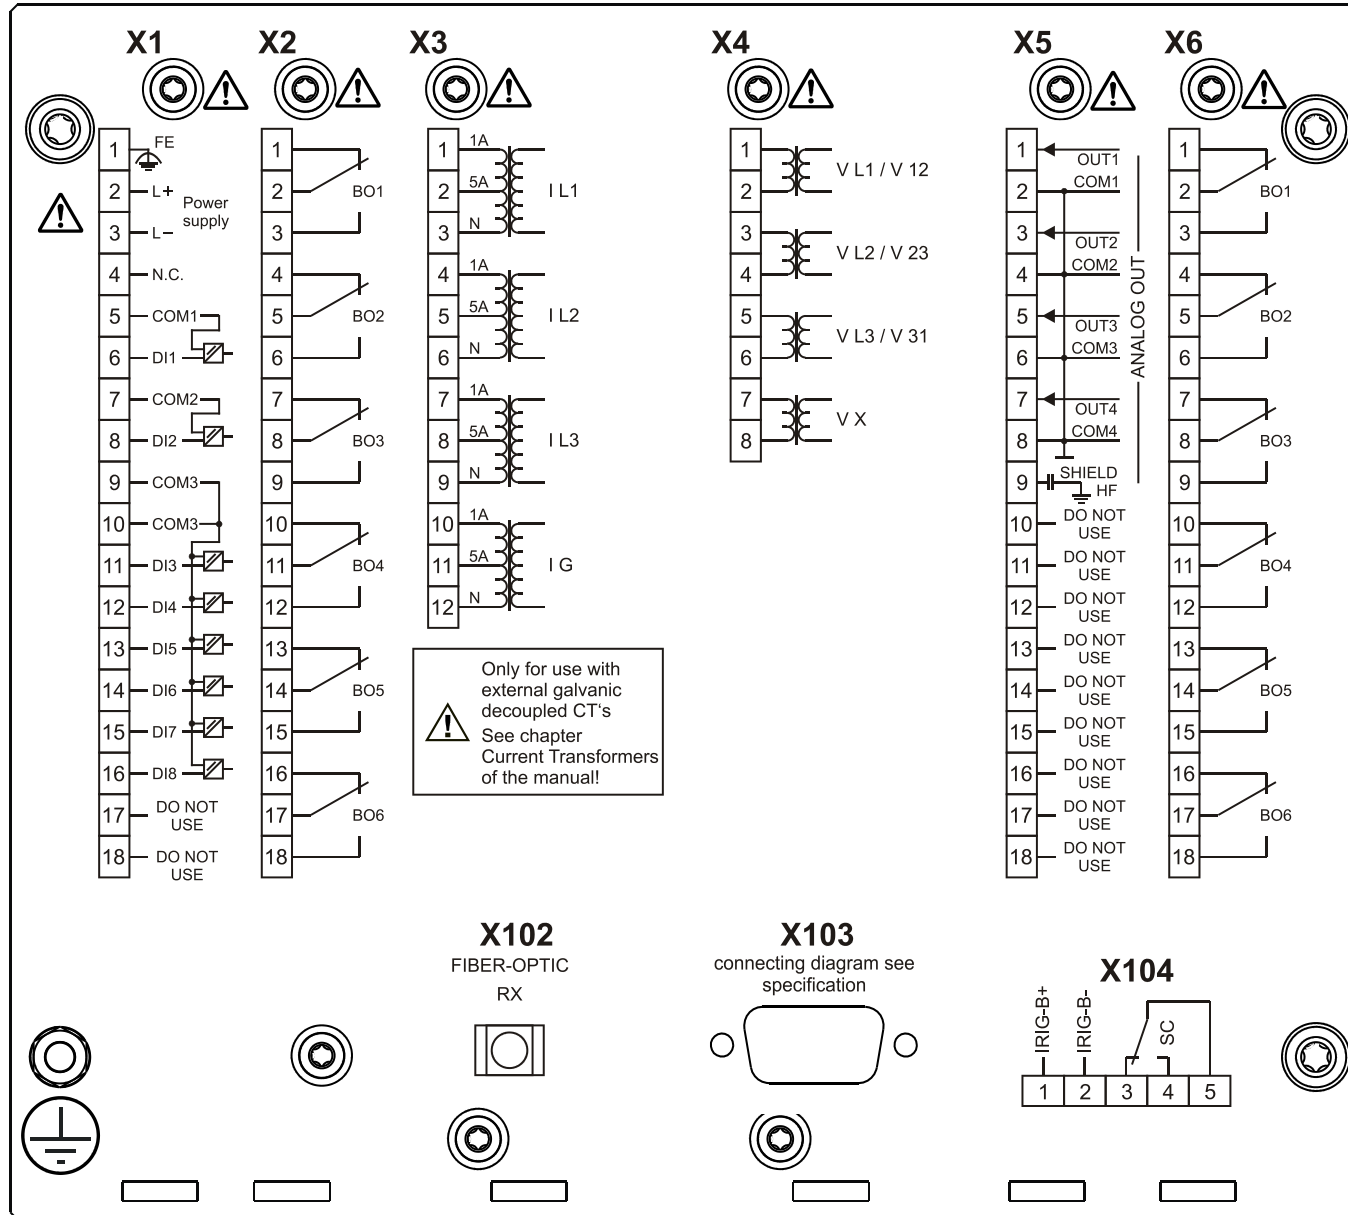 X1
X2
X3
X4
X5
X6
1 FE
2 L+
Power
supply
3 L−
4 N.C.
5 COM1
6 DI1
7 COM2
8 DI2
9 COM3
10 COM3
11 DI3
12 DI4
13 DI5
14 DI6
15 DI7
16 DI8
17 DO NOT
USE
18 DO NOT
USE
1
2 BO1
3
4
5 BO2
6
7
8 BO3
9
10
11 BO4
12
13
14 BO5
15
16
17 BO6
18
1 1A
2 5A I L1
3 N
4 1A
5 5A I L2
6 N
7 1A
8 5A I L3
9 N
10 1A
11 5A I G
12 N
Only for use with
external galvanic
decoupled CT‘s
See chapter
Current Transformers
of the manual!
1
V L1 / V 12
2
3
V L2 / V 23
4
5
V L3 / V 31
6
7
V X
8
1 OUT1
2 COM1
3 OUT2
4 COM2
5 OUT3
6 COM3
7 OUT4
8 COM4
9 SHIELD
HF
ANALOG OUT
10 DO NOT
USE
11 DO NOT
USE
12 DO NOT
USE
13 DO NOT
USE
14 DO NOT
USE
15 DO NOT
USE
16 DO NOT
USE
17 DO NOT
USE
18 DO NOT
USE
1
2 BO1
3
4
5 BO2
6
7
8 BO3
9
10
11 BO4
12
13
14 BO5
15
16
17 BO6
18
X102
FIBER-OPTIC
RX
X103
connecting diagram see
specification
X104
IRIG-B+
IRIG-B-
SC
1 2 3 4 5